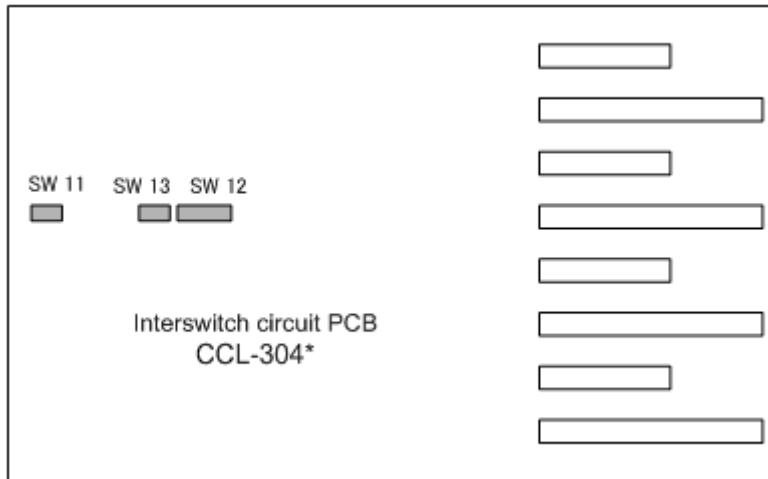 SW 11
SW 13
SW 12
Interswitch circuit PCB
CCL-304*